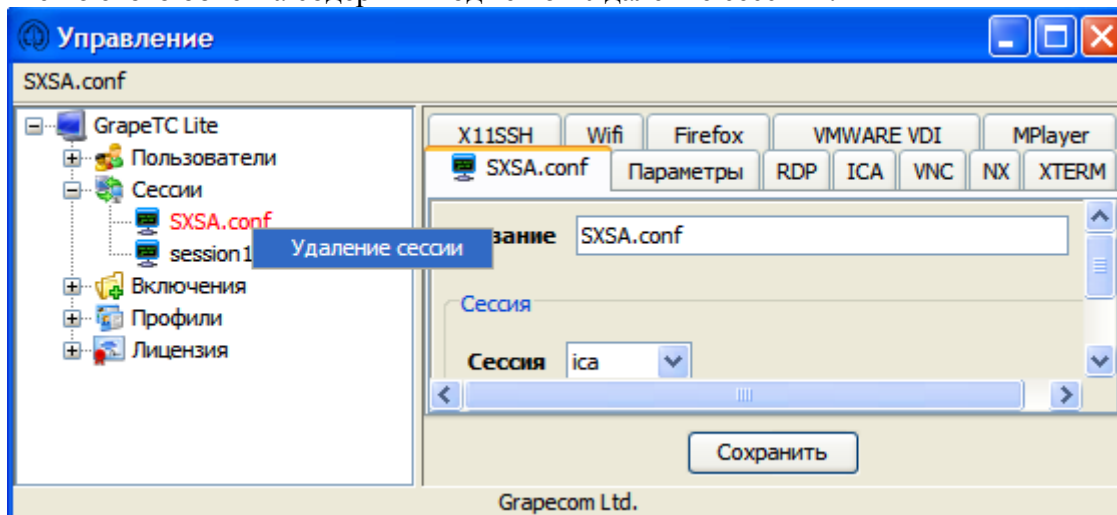 Управление
SXSA.conf
GrapeTC Lite
Пользователи
Сессии
SXSA.conf
session1
Удаление сессии
Включения
Профили
Лицензия
X11SSH Wifi Firefox VMWARE VDI MPlayer
SXSA.conf Параметры RDP ICA VNC NX XTERM
звание SXSA.conf
Сессия
Сессия ica
Сохранить
Grapecom Ltd.